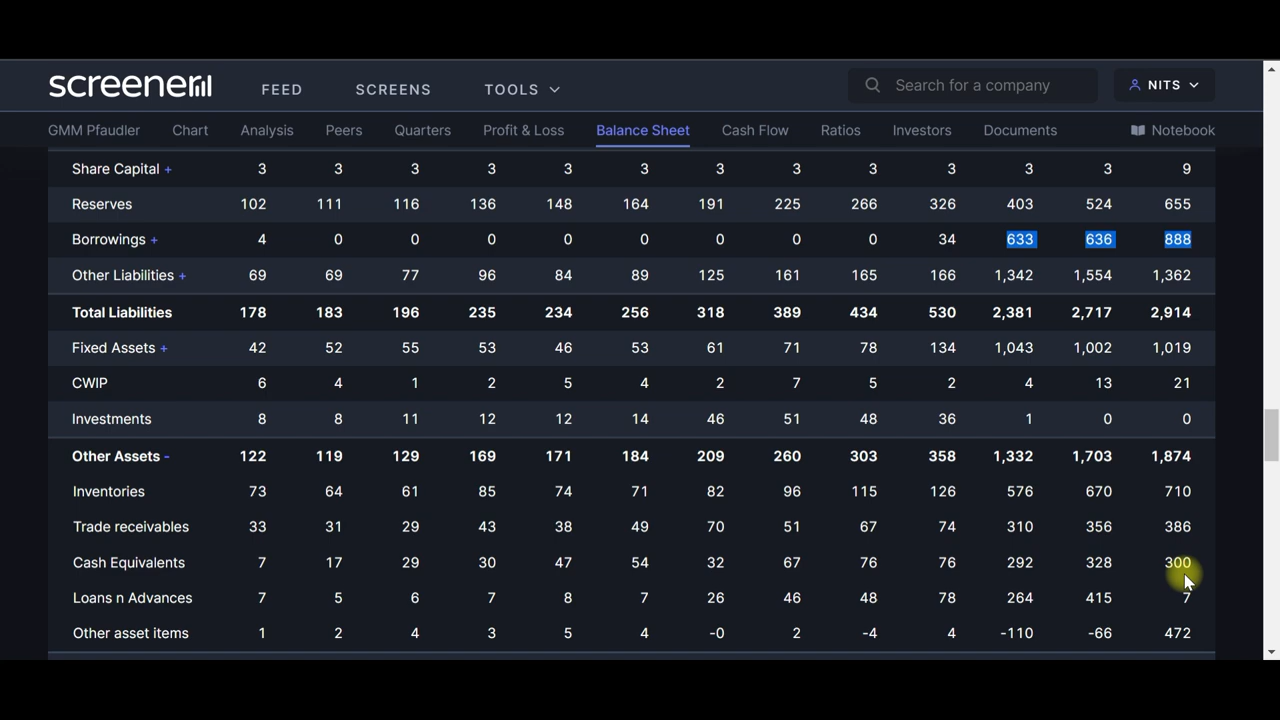 screener
FEED SCREENS TOOLS Search for a company NITS
GMM Pfaudler Chart Analysis Peers Quarters Profit & Loss Balance Sheet Cash Flow Ratios Investors Documents Notebook
Share Capital + 3 3 3 3 3 3 3 3 3 3 3 3 9
Reserves 102 111 116 136 148 164 191 225 266 326 403 524 655
Borrowings + 4 0 0 0 0 0 0 0 0 34 633 636 888
Other Liabilities + 69 69 77 96 84 89 125 161 165 166 1,342 1,554 1,362
Total Liabilities 178 183 196 235 234 256 318 389 434 530 2,381 2,717 2,914
Fixed Assets + 42 52 55 53 46 53 61 71 78 134 1,043 1,002 1,019
CWIP 6 4 1 2 5 4 2 7 5 2 4 13 21
Investments 8 8 11 12 12 14 46 51 48 36 1 0 0
Other Assets - 122 119 129 169 171 184 209 260 303 358 1,332 1,703 1,874
Inventories 73 64 61 85 74 71 82 96 115 126 576 670 710
Trade receivables 33 31 29 43 38 49 70 51 67 74 310 356 386
Cash Equivalents 7 17 29 30 47 54 32 67 76 76 292 328 300
Loans n Advances 7 5 6 7 8 7 26 46 48 78 264 415 7
Other asset items 1 2 4 3 5 4 -0 2 -4 4 -110 -66 472